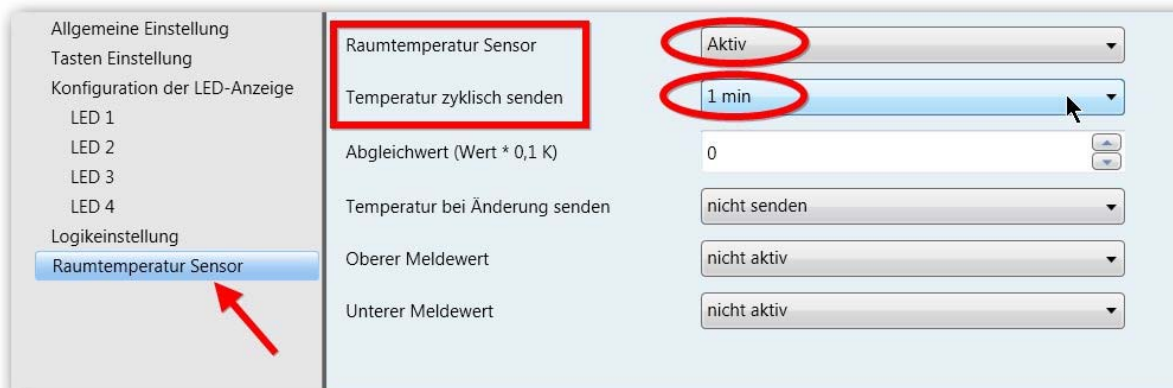 Allgemeine Einstellung
Tasten Einstellung
Konfiguration der LED-Anzeige
LED 1
LED 2
LED 3
LED 4
Logikeinstellung
Raumtemperatur Sensor
Raumtemperatur Sensor Aktiv
Temperatur zyklisch senden 1 min
Abgleichwert (Wert * 0,1 K) 0
Temperatur bei Änderung senden nicht senden
Oberer Meldewert nicht aktiv
Unterer Meldewert nicht aktiv